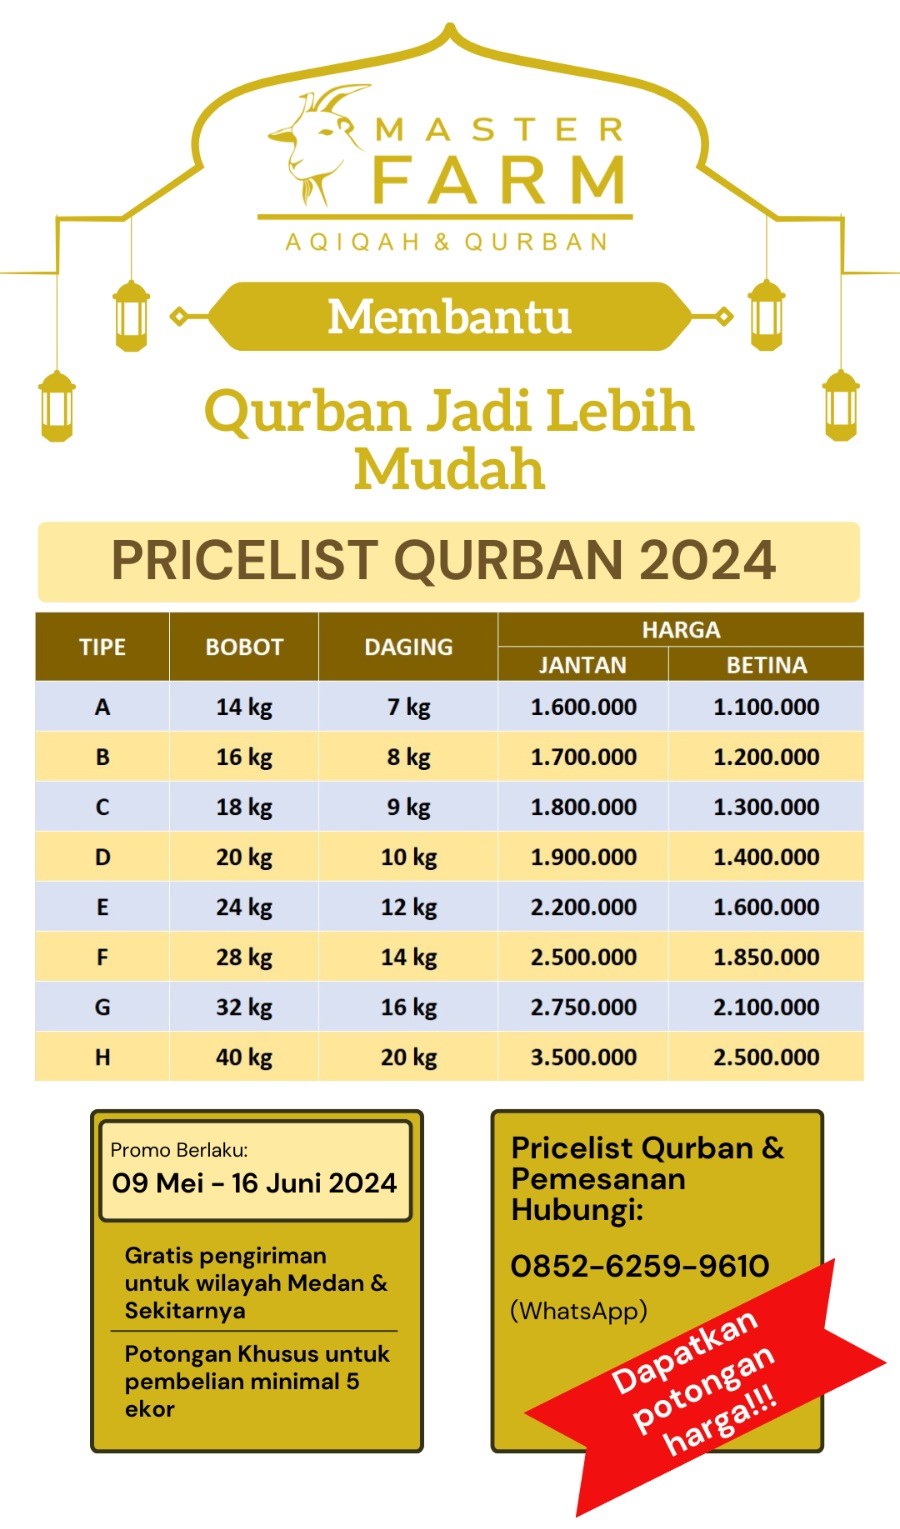 MASTER
FARM
AQIQAH & QURBAN
Membantu
Qurban Jadi Lebih
Mudah
PRICELIST QURBAN 2024
TIPE BOBOT DAGING HARGA
JANTAN BETINA
A 14 kg 7 kg 1.600.000 1.100.000
B 16 kg 8 kg 1.700.000 1.200.000
C 18 kg 9 kg 1.800.000 1.300.000
D 20 kg 10 kg 1.900.000 1.400.000
E 24 kg 12 kg 2.200.000 1.600.000
F 28 kg 14 kg 2.500.000 1.850.000
G 32 kg 16 kg 2.750.000 2.100.000
H 40 kg 20 kg 3.500.000 2.500.000
Promo Berlaku:
09 Mei - 16 Juni 2024
Gratis pengiriman
untuk wilayah Medan &
Sekitarnya
Potongan Khusus untuk
pembelian minimal 5
ekor
Pricelist Qurban &
Pemesanan
Hubungi:
0852-6259-9610
(WhatsApp)
Dapatkan
potongan
harga!!!